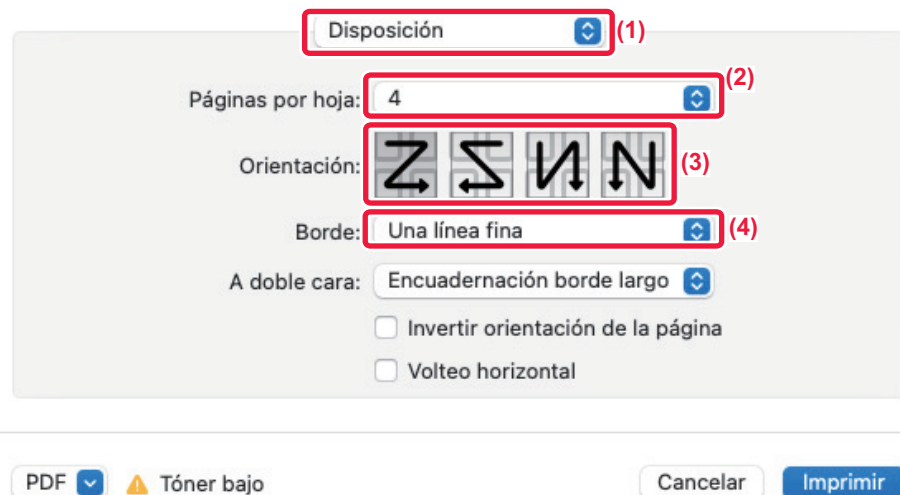 Disposición (1)
Páginas por hoja: 4 (2)
Orientación: (3)
Borde: Una línea fina (4)
A doble cara: Encuadernación borde largo
Invertir orientación de la página
Volteo horizontal
PDF Tóner bajo Cancelar Imprimir